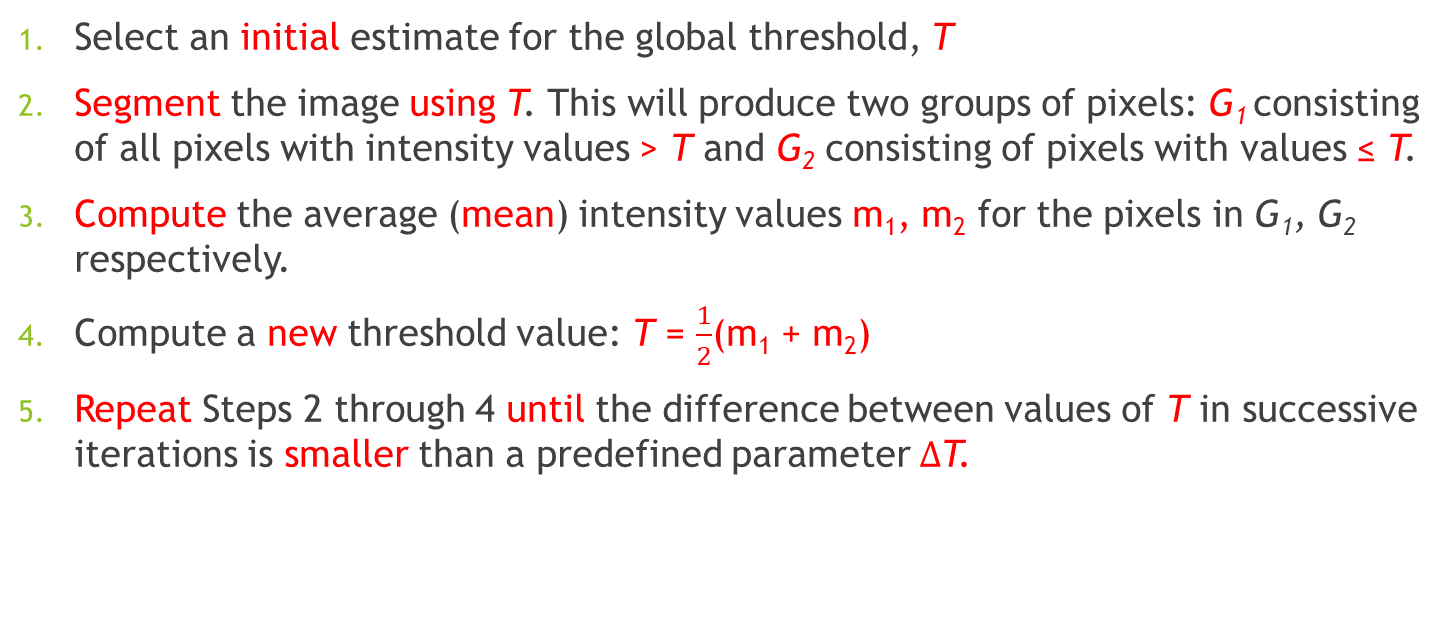 1. Select an initial estimate for the global threshold, T
2. Segment the image using T. This will produce two groups of pixels: G₁ consisting
of all pixels with intensity values > T and G₂ consisting of pixels with values ≤ T.
3. Compute the average (mean) intensity values m₁, m₂ for the pixels in G₁, G₂
respectively.
4. Compute a new threshold value: T = ½(m₁ + m₂)
5. Repeat Steps 2 through 4 until the difference between values of T in successive
iterations is smaller than a predefined parameter ΔT.